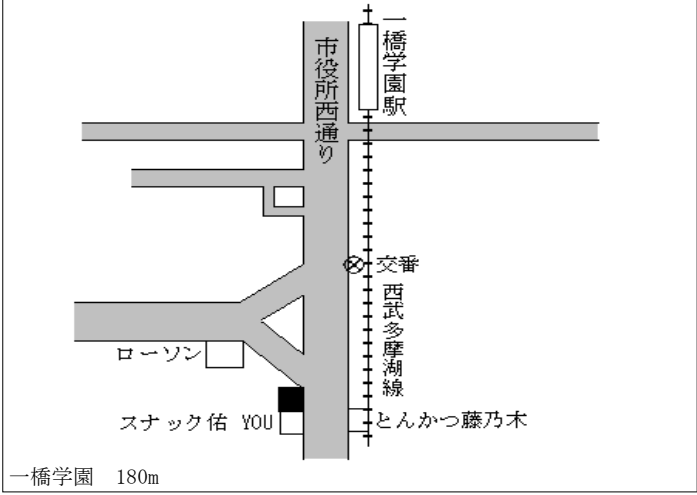 一橋学園駅
市役所西通り
交番
西武多摩湖線
ローソン
スナック佑 YOU
とんかつ藤乃木
一橋学園 180m